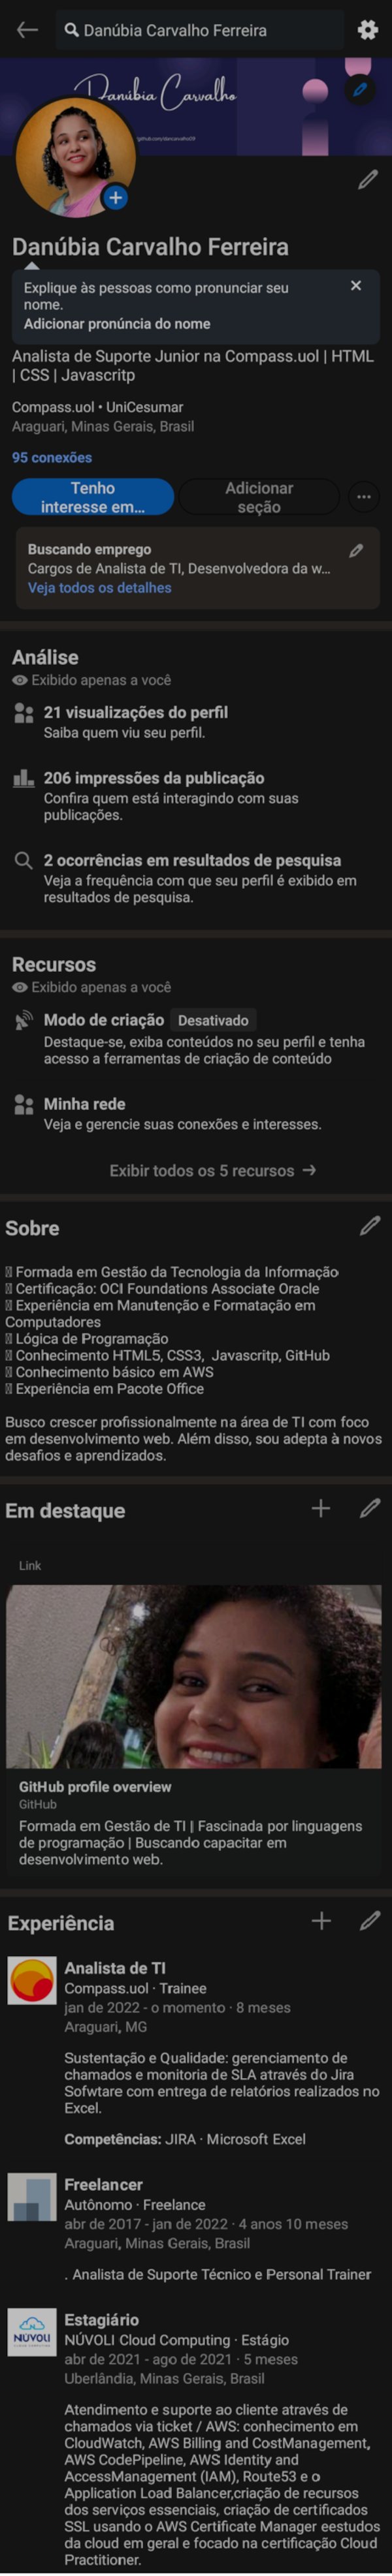 Danúbia Carvalho Ferreira
Danúbia Carvalho
Danúbia Carvalho Ferreira
Explique às pessoas como pronunciar seu
nome.
Adicionar pronúncia do nome
Analista de Suporte Junior na Compass.uol | HTML
| CSS | Javascritp
Compass.uol • UniCesumar
Araguari, Minas Gerais, Brasil
95 conexões
Tenho
interesse em...
Adicionar
seção
Buscando emprego
Cargos de Analista de TI, Desenvolvedora da w...
Veja todos os detalhes
Análise
Exibido apenas a você
21 visualizações do perfil
Saiba quem viu seu perfil.
206 impressões da publicação
Confira quem está interagindo com suas
publicações.
2 ocorrências em resultados de pesquisa
Veja a frequência com que seu perfil é exibido em
resultados de pesquisa.
Recursos
Exibido apenas a você
Modo de criação Desativado
Destaque-se, exiba conteúdos no seu perfil e tenha
acesso a ferramentas de criação de conteúdo
Minha rede
Veja e gerencie suas conexões e interesses.
Exibir todos os 5 recursos →
Sobre
Formada em Gestão da Tecnologia da Informação
Certificação: OCI Foundations Associate Oracle
Experiência em Manutenção e Formatação em
Computadores
Lógica de Programação
Conhecimento HTML5, CSS3, Javascritp, GitHub
Conhecimento básico em AWS
Experiência em Pacote Office
Busco crescer profissionalmente na área de TI com foco
em desenvolvimento web. Além disso, sou adepta à novos
desafios e aprendizados.
Em destaque
Link
GitHub profile overview
GitHub
Formada em Gestão de TI | Fascinada por linguagens
de programação | Buscando capacitar em
desenvolvimento web.
Experiência
Analista de TI
Compass.uol · Trainee
jan de 2022 - o momento · 8 meses
Araguari, MG
Sustentação e Qualidade: gerenciamento de
chamados e monitoria de SLA através do Jira
Sofwtare com entrega de relatórios realizados no
Excel.
Competências: JIRA · Microsoft Excel
Freelancer
Autônomo · Freelance
abr de 2017 - jan de 2022 · 4 anos 10 meses
Araguari, Minas Gerais, Brasil
. Analista de Suporte Técnico e Personal Trainer
NÚVOLI
Estagiário
NÚVOLI Cloud Computing · Estágio
abr de 2021 - ago de 2021 · 5 meses
Uberlândia, Minas Gerais, Brasil
Atendimento e suporte ao cliente através de
chamados via ticket / AWS: conhecimento em
CloudWatch, AWS Billing and CostManagement,
AWS CodePipeline, AWS Identity and
AccessManagement (IAM), Route53 e o
Application Load Balancer,criação de recursos
dos serviços essenciais, criação de certificados
SSL usando o AWS Certificate Manager eestudos
da cloud em geral e focado na certificação Cloud
Practitioner.